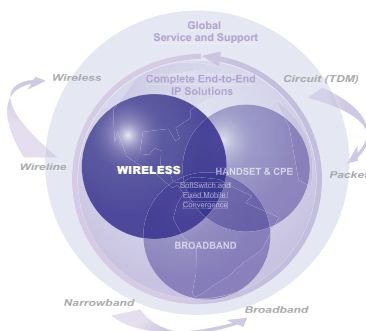 Global
Service and Support
Wireless
Complete End-to-End
IP Solutions
Circuit (TDM)
Wireline
WIRELESS
HANDSET & CPE
Packet
SoftSwitch and
Fixed Mobile
Convergence
BROADBAND
Narrowband
Broadband